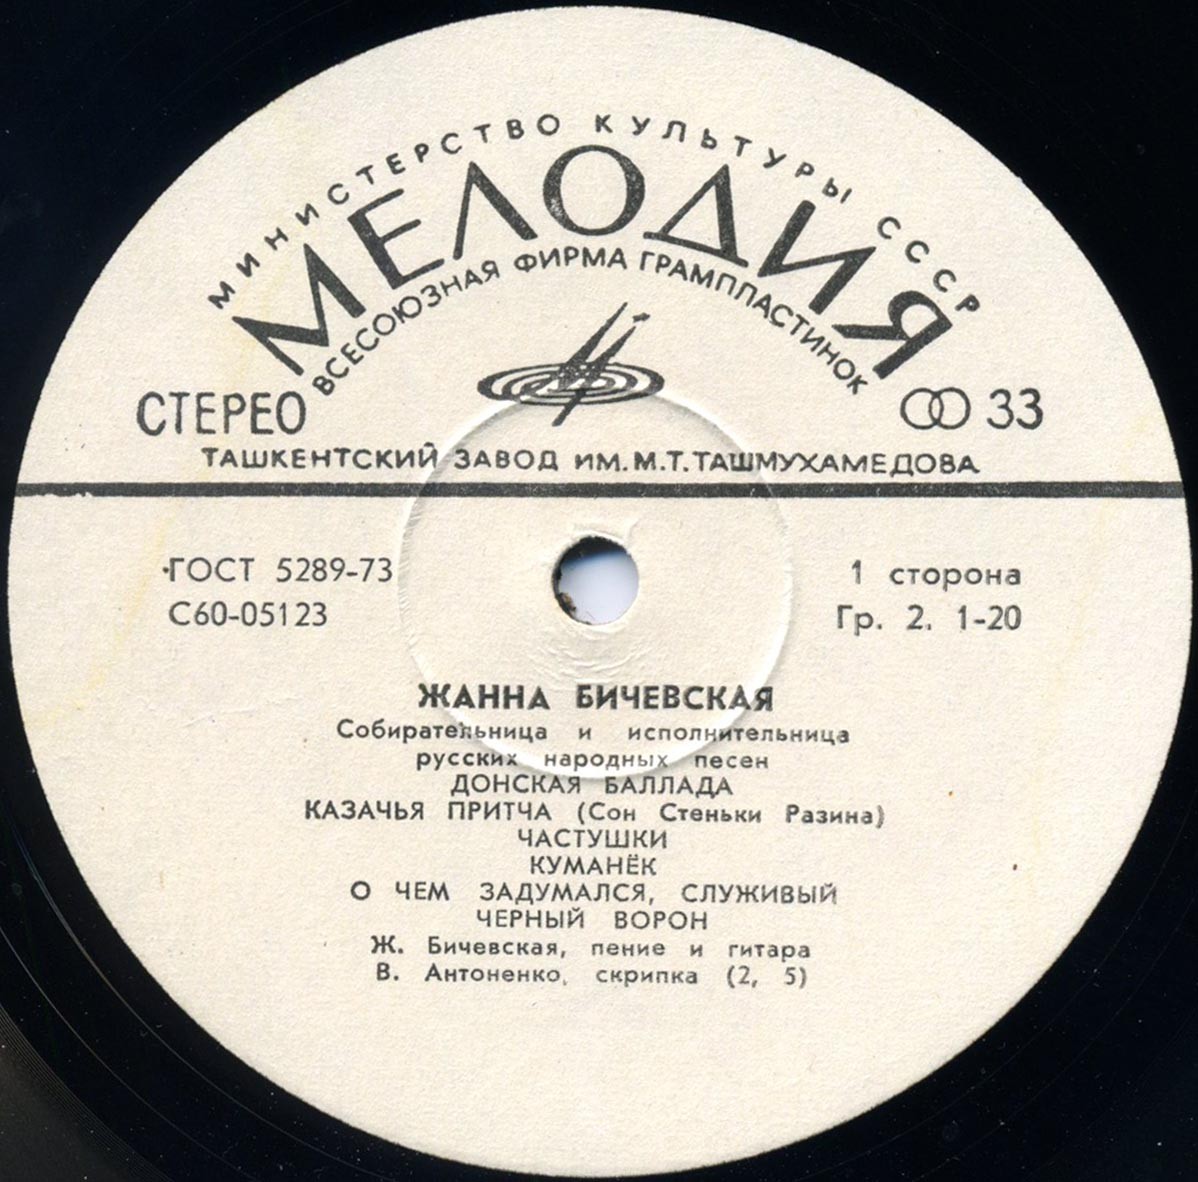 МИНИСТЕРСТВО КУЛЬТУРЫ СССР
МЕЛОДИЯ
ВСЕСОЮЗНАЯ ФИРМА ГРАМПЛАСТИНОК
СТЕРЕО 33
ТАШКЕНТСКИЙ ЗАВОД ИМ. М.Т. ТАШМУХАМЕДОВА
ГОСТ 5289-73
С60-05123
1 сторона
Гр. 2. 1-20
ЖАННА БИЧЕВСКАЯ
Собирательница и исполнительница
русских народных песен
ДОНСКАЯ БАЛЛАДА
КАЗАЧЬЯ ПРИТЧА (Сон Стеньки Разина)
ЧАСТУШКИ
КУМАНЁК
О ЧЕМ ЗАДУМАЛСЯ, СЛУЖИВЫЙ
ЧЕРНЫЙ ВОРОН
Ж. Бичевская, пение и гитара
В. Антоненко, скрипка (2, 5)